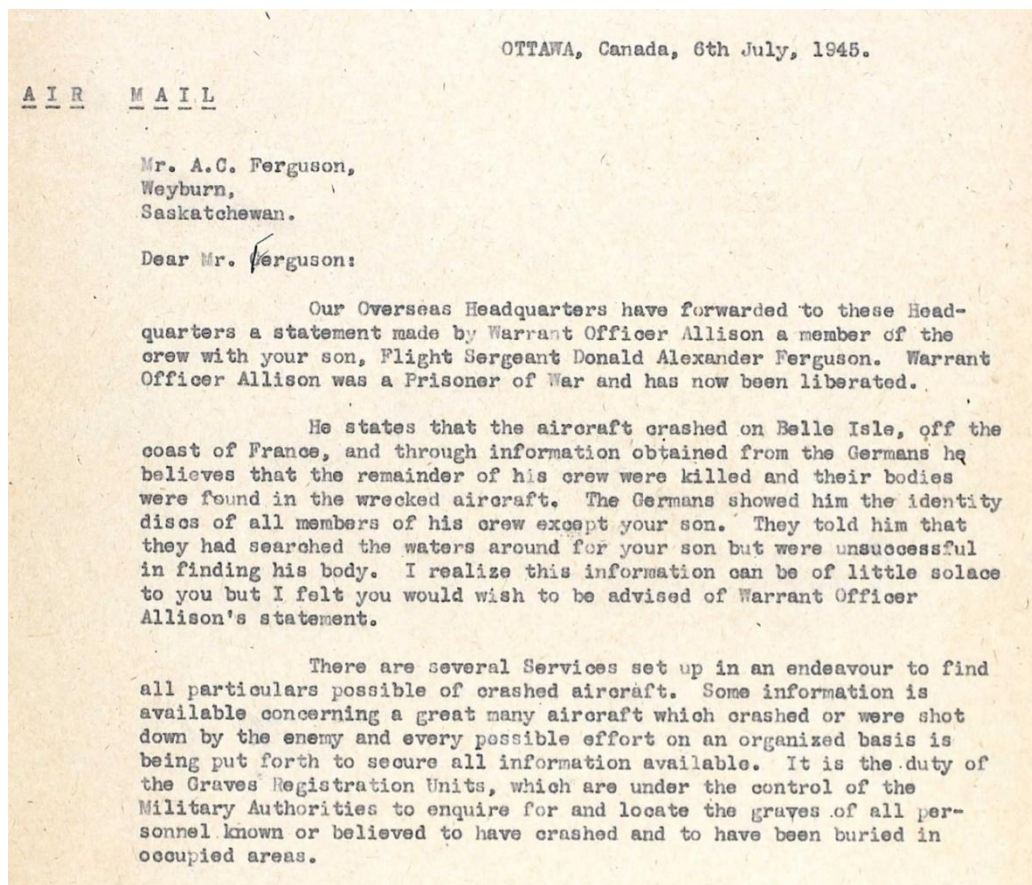 OTTAWA, Canada, 6th July, 1945.
AIR MAIL
Mr. A.C. Ferguson,
Weyburn,
Saskatchewan.
Dear Mr. Ferguson:
Our Overseas Headquarters have forwarded to these Head-
quarters a statement made by Warrant Officer Allison a member of the
crew with your son, Flight Sergeant Donald Alexander Ferguson. Warrant
Officer Allison was a Prisoner of War and has now been liberated.
He states that the aircraft crashed on Belle Isle, off the
coast of France, and through information obtained from the Germans he
believes that the remainder of his crew were killed and their bodies
were found in the wrecked aircraft. The Germans showed him the identity
discs of all members of his crew except your son. They told him that
they had searched the waters around for your son but were unsuccessful
in finding his body. I realize this information can be of little solace
to you but I felt you would wish to be advised of Warrant Officer
Allison's statement.
There are several Services set up in an endeavour to find
all particulars possible of crashed aircraft. Some information is
available concerning a great many aircraft which crashed or were shot
down by the enemy and every possible effort on an organized basis is
being put forth to secure all information available. It is the duty of
the Graves Registration Units, which are under the control of the
Military Authorities to enquire for and locate the graves of all per-
sonnel known or believed to have crashed and to have been buried in
occupied areas.